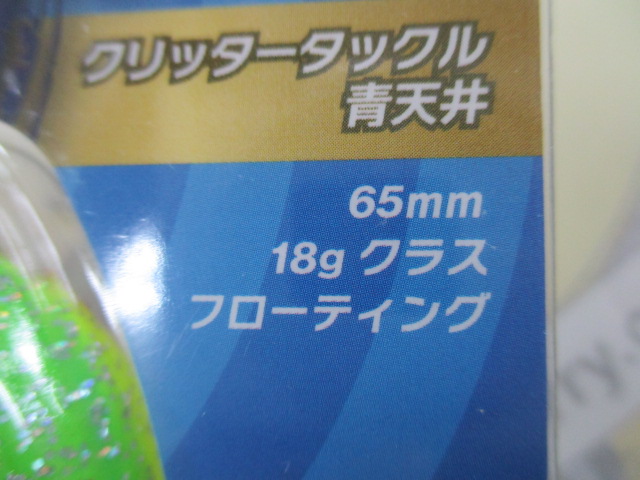 クリッタータックル
青天井
65mm
18g クラス
フローティング